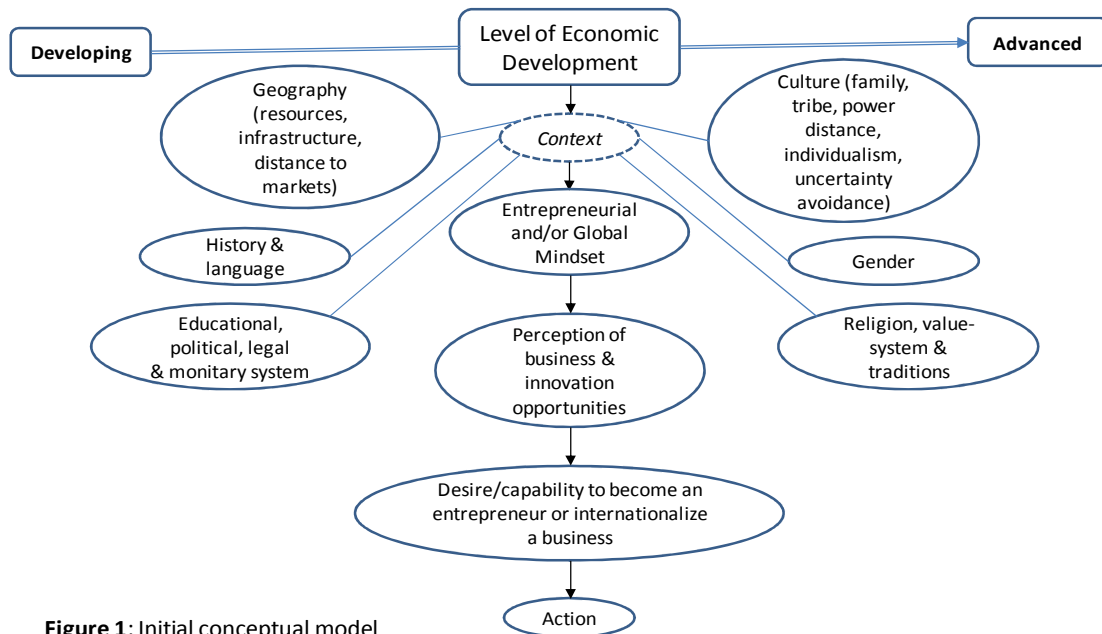 Developing
Level of Economic
Development
Advanced
Geography
(resources,
infrastructure,
distance to
markets)
Context
Culture (family,
tribe, power
distance,
individualism,
uncertainty
avoidance)
Entrepreneurial
and/or Global
Mindset
History &
language
Gender
Educational,
political, legal
& monitary system
Perception of
business &
innovation
opportunities
Religion, value-
system &
traditions
Desire/capability to become an
entrepreneur or internationalize
a business
Action
Figure 1: Initial conceptual model